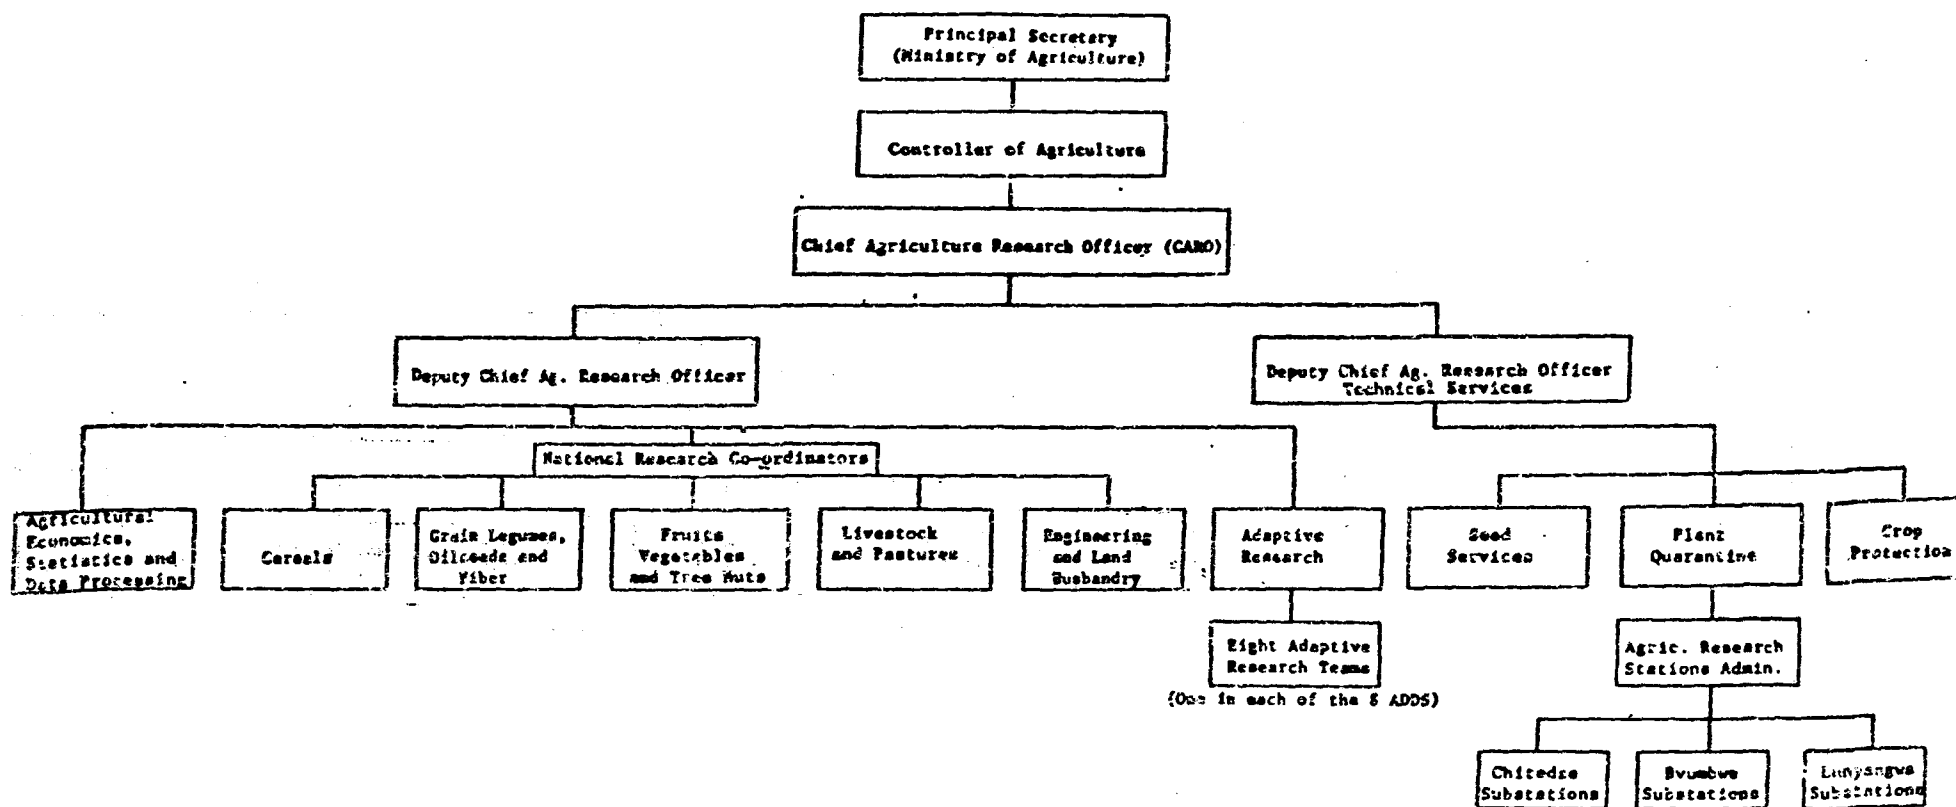 Principal Secretary
(Ministry of Agriculture)
Controller of Agriculture
Chief Agriculture Research Officer (CARO)
Deputy Chief Ag. Research Officer
Deputy Chief Ag. Research Officer
Technical Services
National Research Co-ordinators
Agricultural
Economics,
Statistics and
Data Processing
Cereals
Grain Legumes,
Oilseeds and
Fiber
Fruits
Vegetables
and Tree Nuts
Livestock
and Pastures
Engineering
and Land
Husbandry
Adaptive
Research
Seed
Services
Plant
Quarantine
Crop
Protection
Eight Adaptive
Research Teams
(One in each of the 8 ADDS)
Agric. Research
Stations Admin.
Chitedze
Substations
Bvumbwe
Substations
Lunyangwa
Substations